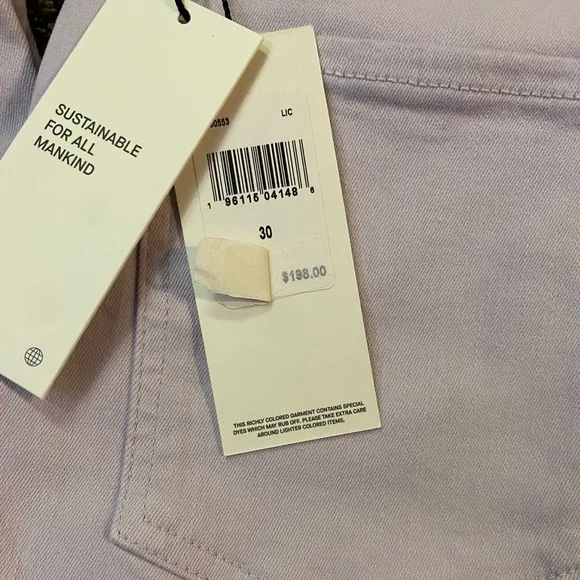 SUSTAINABLE
FOR ALL
MANKIND
0553 LIC
1 96115 04148 6
30
$198.00
THIS RICHLY COLORED GARMENT CONTAINS SPECIAL
DYES WHICH MAY RUB OFF. PLEASE TAKE EXTRA CARE
AROUND LIGHTER COLORED ITEMS.